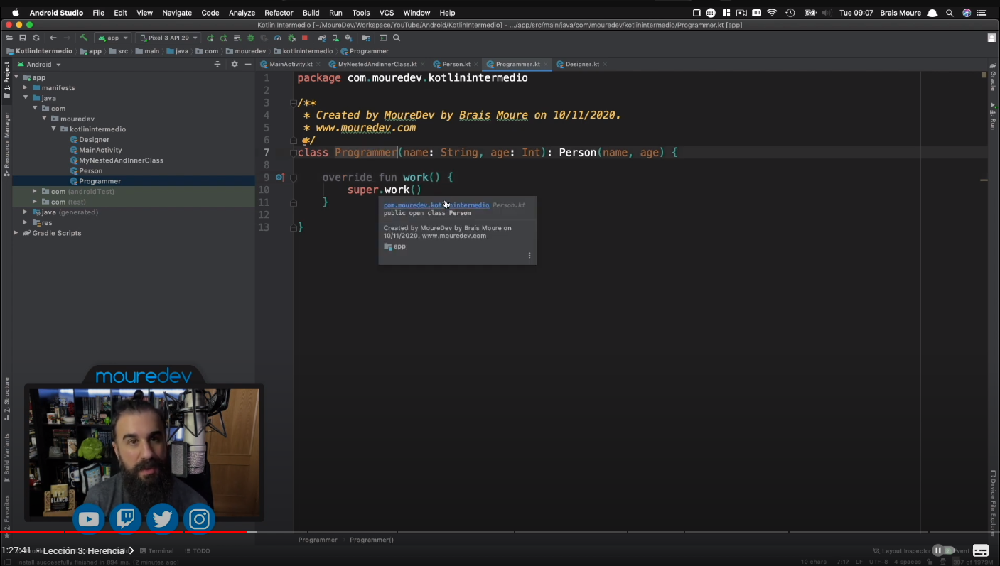 Android Studio File Edit View Navigate Code Analyze Refactor Build Run Tools VCS Window Help Tue 09:07 Brais Moure
Kotlin Intermedio [~/MoureDev/Workspace/YouTube/Android/KotlinIntermedio] - .../app/src/main/java/com/mouredev/kotlinintermedio/Programmer.kt [app]
app Pixel 3 API 29
KotlinIntermedio app src main java com mouredev kotlinintermedio Programmer
Android
MainActivity.kt MyNestedAndInnerClass.kt Person.kt Programmer.kt Designer.kt
1: Project
Resource Manager
7: Structure
Build Variants
2: Favorites
app
manifests
java
com
mouredev
kotlinintermedio
Designer
MainActivity
MyNestedAndInnerClass
Person
Programmer
com (androidTest)
com (test)
java (generated)
res
Gradle Scripts
1 package com.mouredev.kotlinintermedio
2
3 /**
4 * Created by MoureDev by Brais Moure on 10/11/2020.
5 * www.mouredev.com
6 */
7 class Programmer(name: String, age: Int): Person(name, age) {
8
9 override fun work() {
10 super.work()
11 }
12
13 }
com.mouredev.kotlinintermedio Person.kt
public open class Person
Created by MoureDev by Brais Moure on
10/11/2020. www.mouredev.com
app
Gradle
4: Run
Device File Explorer
mouredev
BLANCO
Programmer Programmer()
1:27:41 • Lección 3: Herencia
Terminal TODO
Layout Inspector
Install successfully finished in 894 ms. (2 minutes ago)
10 chars 7:17 LF UTF-8 4 spaces
of 1979M